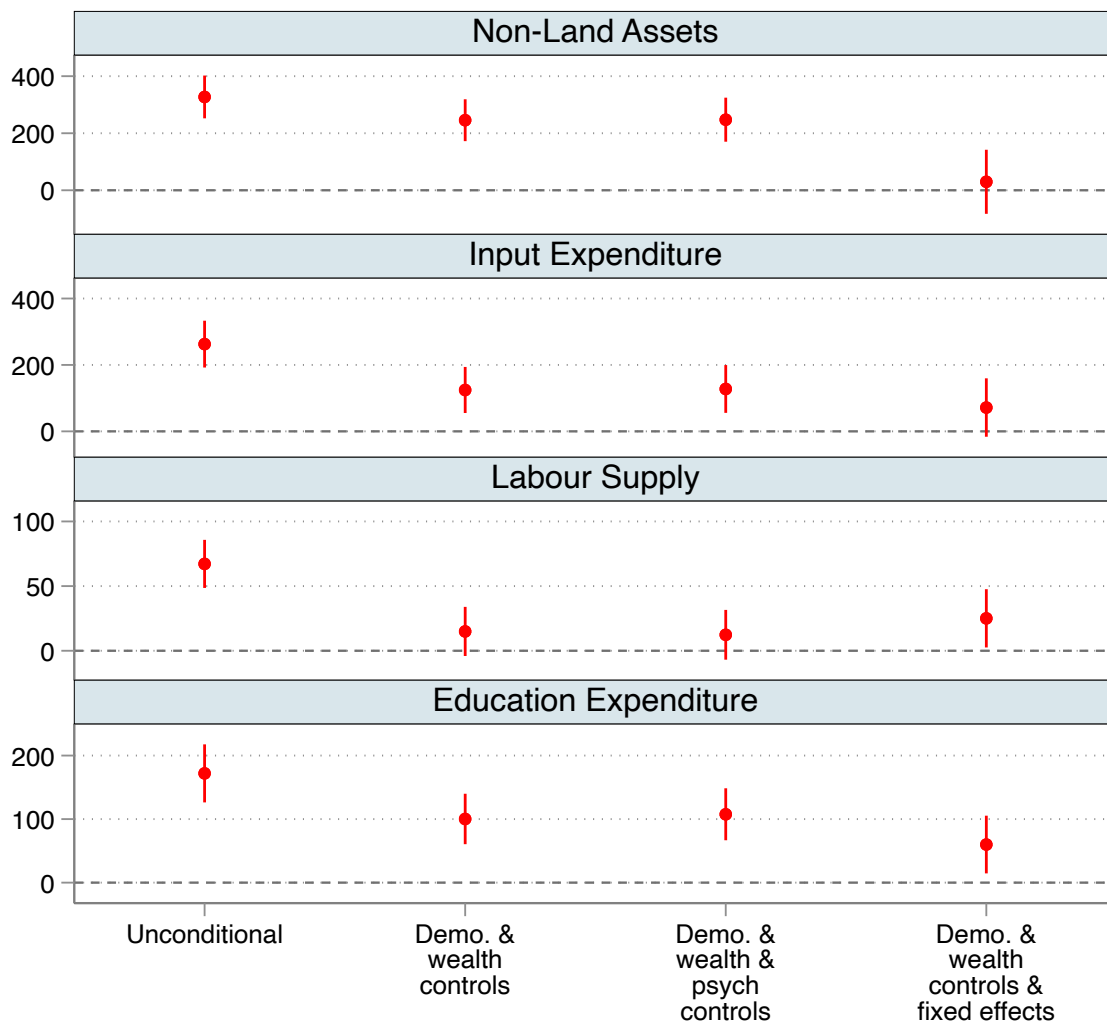 Non-Land Assets
400
200
0
Input Expenditure
400
200
0
Labour Supply
100
50
0
Education Expenditure
200
100
0
Unconditional
Demo. &
wealth
controls
Demo. &
wealth &
psych
controls
Demo. &
wealth
controls &
fixed effects